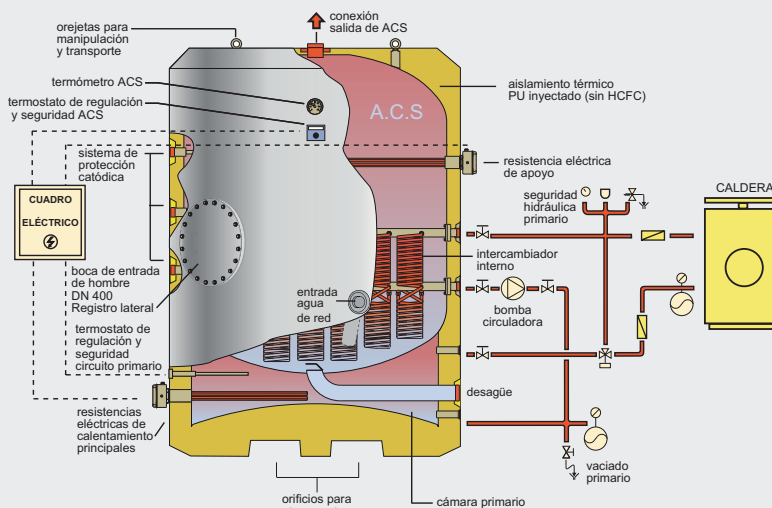 orejetas para
manipulación
y transporte
conexión
salida de ACS
termómetro ACS
termostato de regulación
y seguridad ACS
aislamiento térmico
PU inyectado (sin HCFC)
A.C.S
sistema de
protección
catódica
resistencia eléctrica
de apoyo
CUADRO
ELÉCTRICO
seguridad
hidráulica
primario
CALDERA
boca de entrada
de hombre
DN 400
Registro lateral
intercambiador
interno
entrada
agua
de red
bomba
circuladora
termostato de
regulación y
seguridad
circuito primario
desagüe
resistencias
eléctricas de
calentamiento
principales
vaciado
primario
orificios para
cámara primario